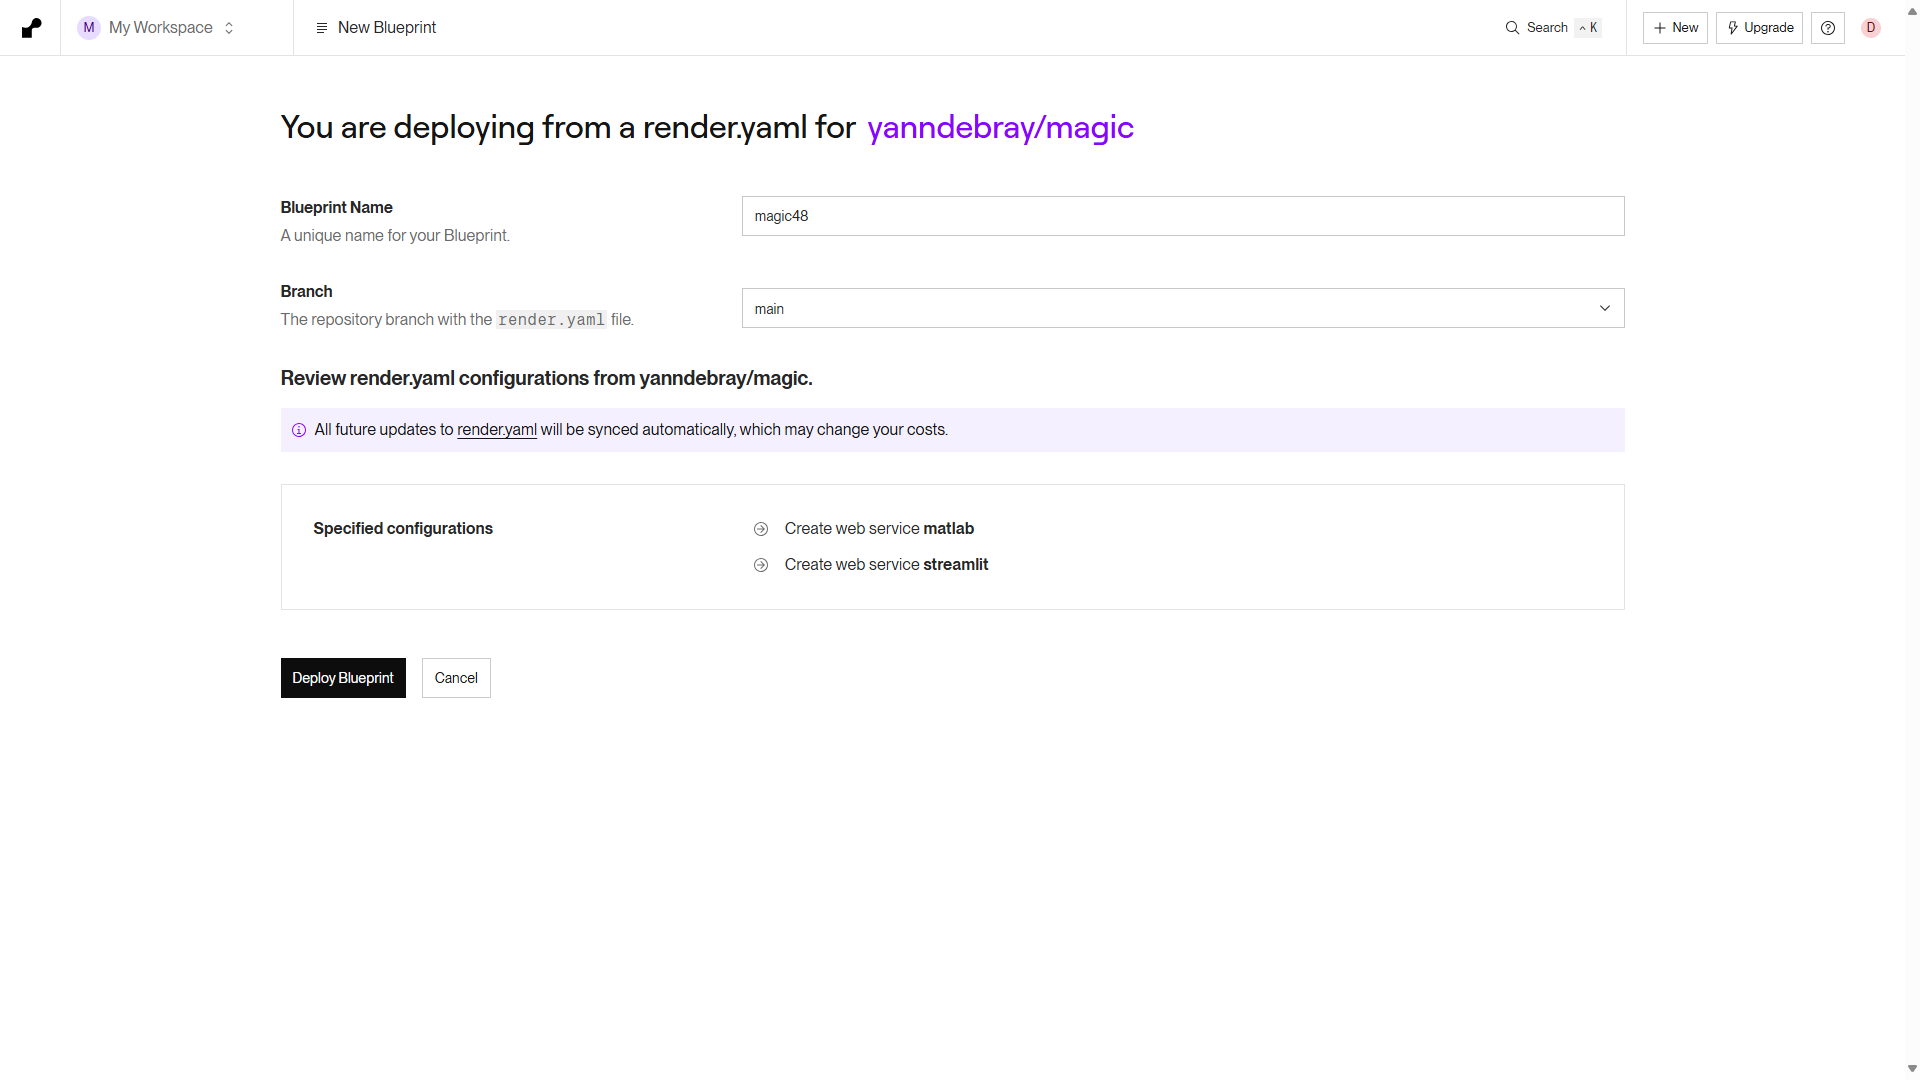 M My Workspace
New Blueprint
Search ^ K
New
Upgrade
D
You are deploying from a render.yaml for yanndebray/magic
Blueprint Name
A unique name for your Blueprint.
magic48
Branch
The repository branch with the render.yaml file.
main
Review render.yaml configurations from yanndebray/magic.
All future updates to render.yaml will be synced automatically, which may change your costs.
Specified configurations
Create web service matlab
Create web service streamlit
Deploy Blueprint
Cancel